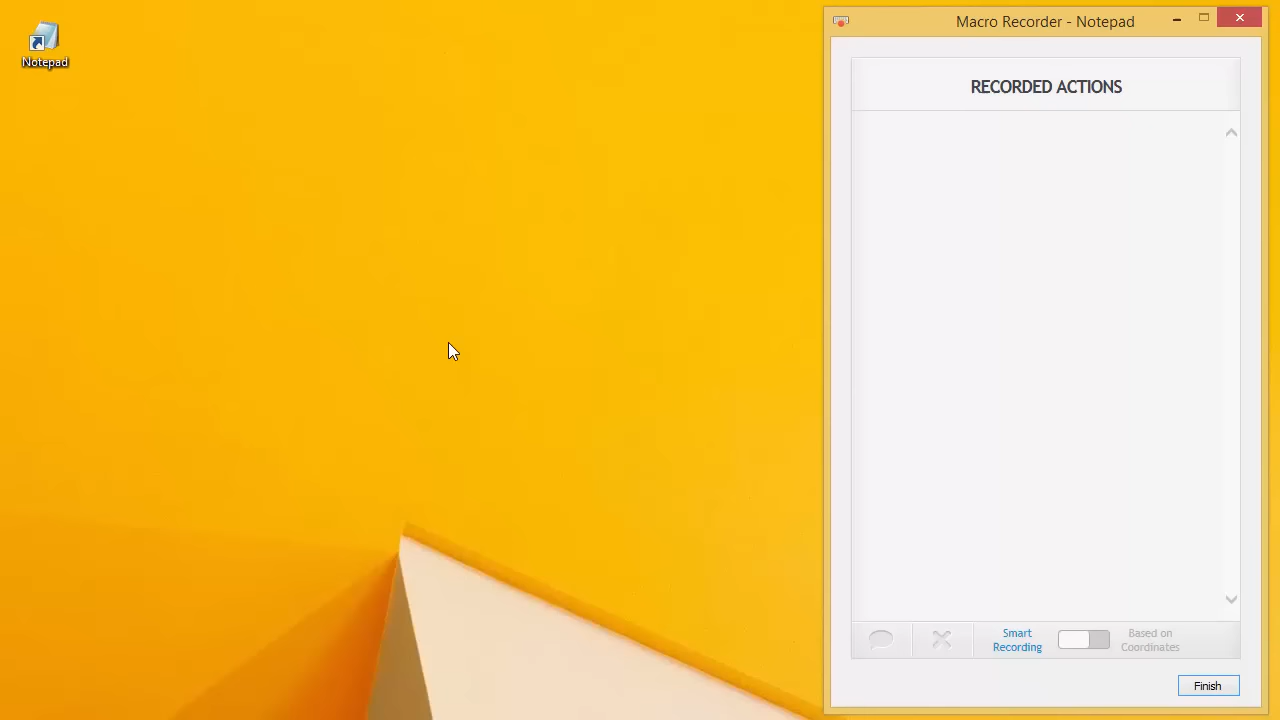 Notepad
Macro Recorder - Notepad
RECORDED ACTIONS
Smart
Recording
Based on
Coordinates
Finish